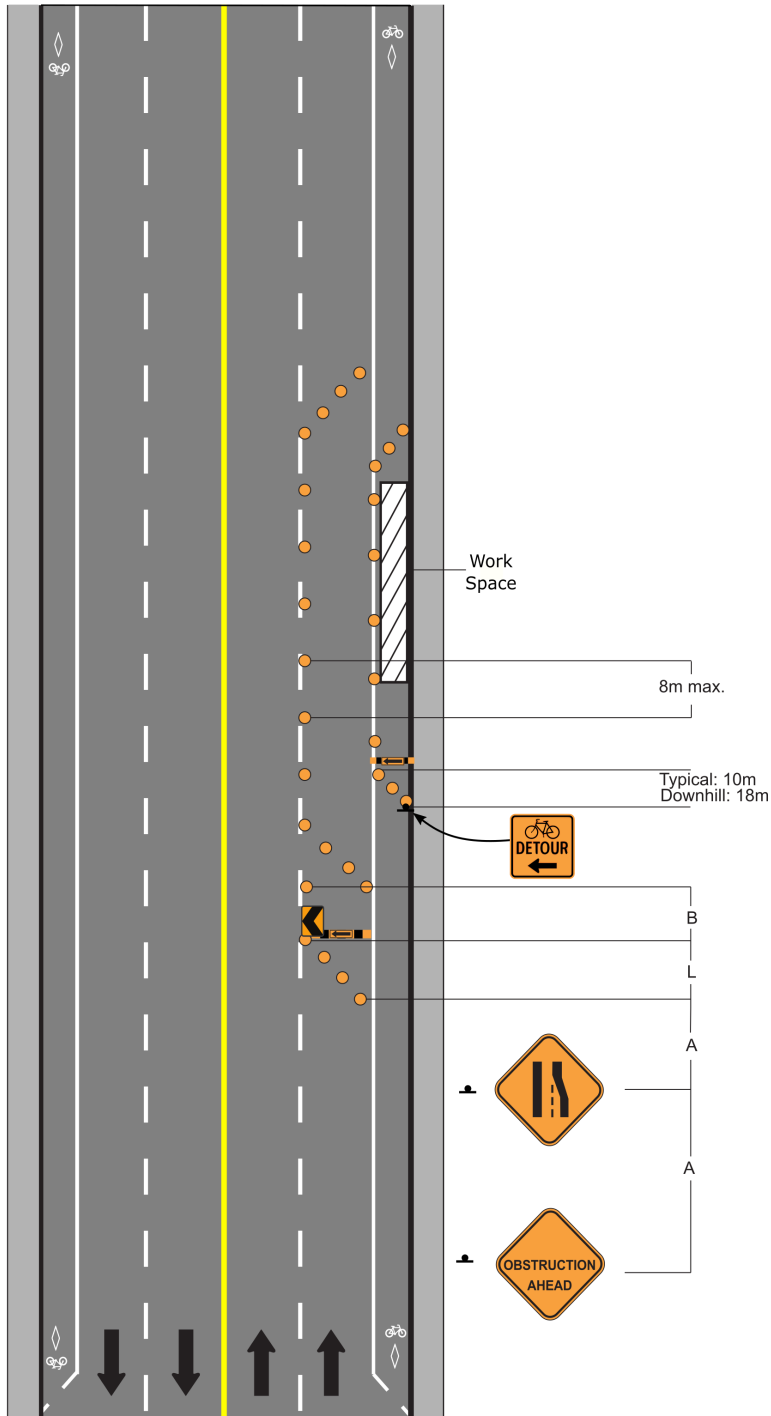 Work
Space
8m max.
Typical: 10m
Downhill: 18m
DETOUR
B
L
A
A
OBSTRUCTION
AHEAD